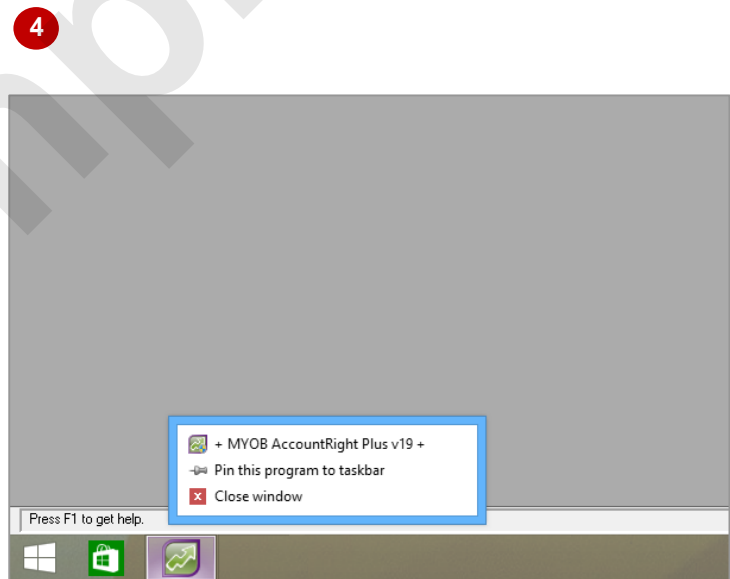 4
+ MYOB AccountRight Plus v19 +
Pin this program to taskbar
Close window
Press F1 to get help.